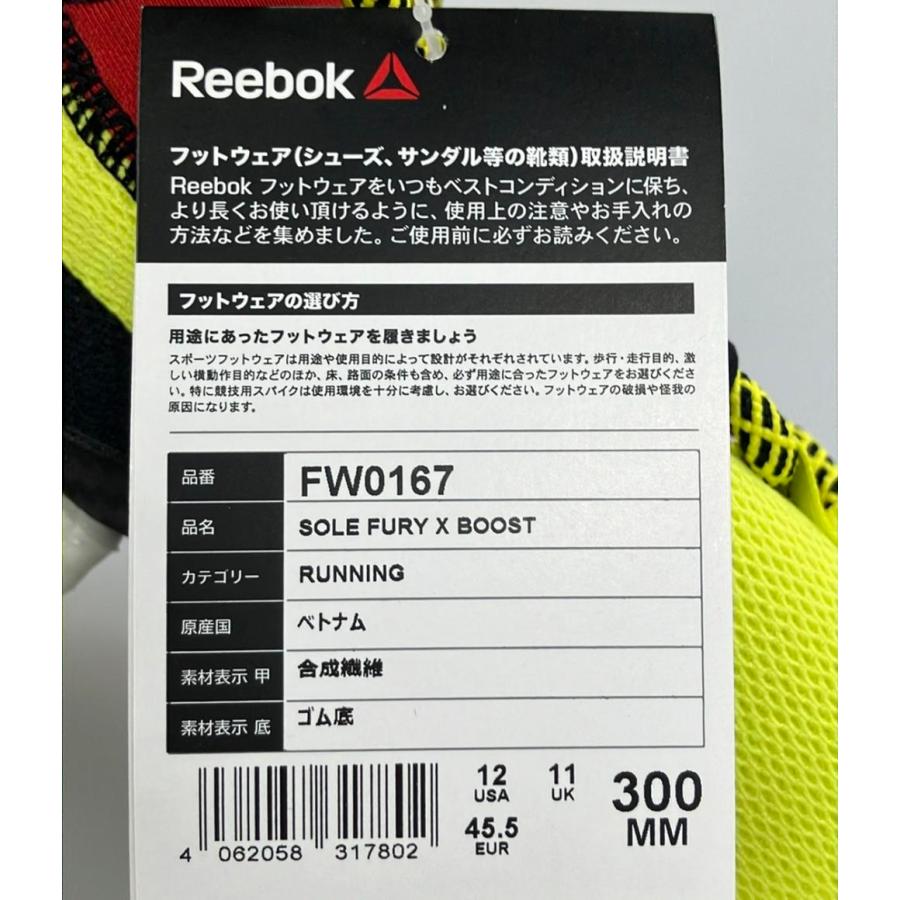 Reebok
フットウェア(シューズ、サンダル等の靴類)取扱説明書
Reebok フットウェアをいつもベストコンディションに保ち、
より長くお使い頂けるように、使用上の注意やお手入れの
方法などを集めました。ご使用前に必ずお読みください。
フットウェアの選び方
用途にあったフットウェアを履きましょう
スポーツフットウェアは用途や使用目的によって設計がそれぞれされています。歩行・走行目的、激
しい横動作目的などのほか、床、路面の条件も含め、必ず用途に合ったフットウェアをお選びくださ
い。特に競技用スパイクは使用環境を十分に考慮し、お選びください。フットウェアの破損や怪我の
原因になります。
品番 FW0167
品名 SOLE FURY X BOOST
カテゴリー RUNNING
原産国 ベトナム
素材表示 甲 合成繊維
素材表示 底 ゴム底
12 11 300
USA UK MM
45.5
EUR
4 062058 317802